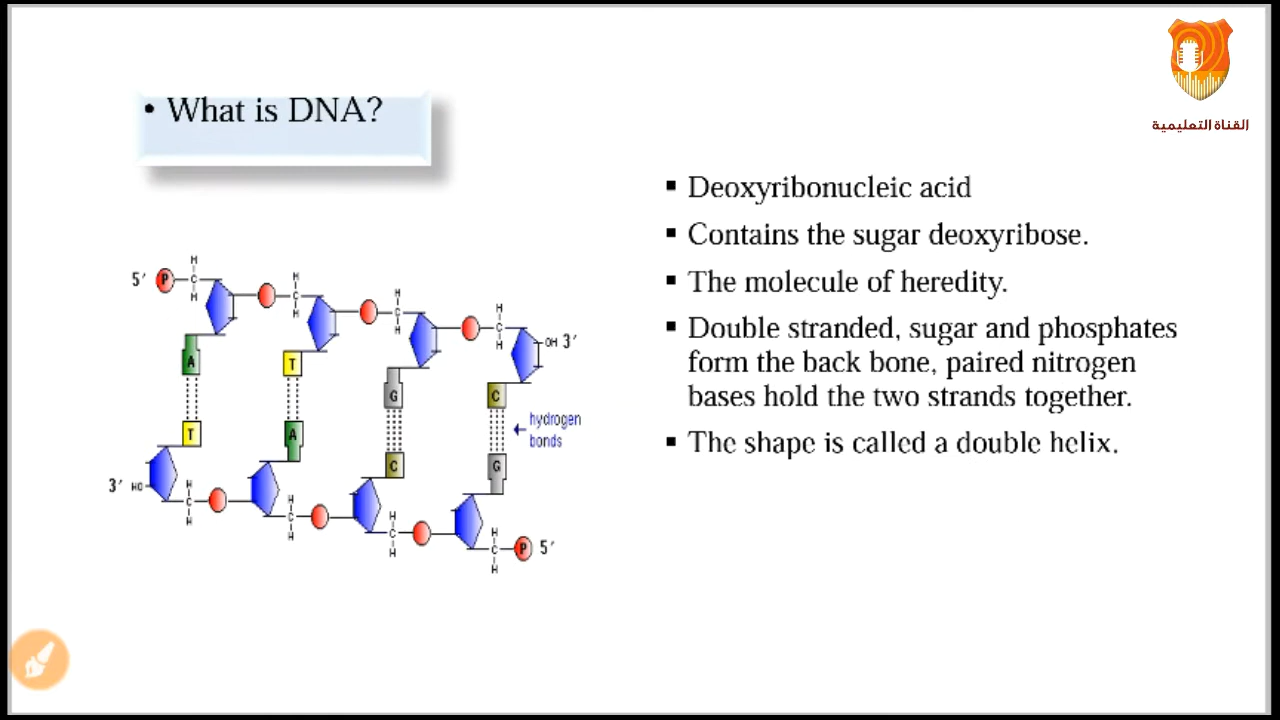 القناة التعليمية
• What is DNA?
▪ Deoxyribonucleic acid
▪ Contains the sugar deoxyribose.
▪ The molecule of heredity.
▪ Double stranded, sugar and phosphates
form the back bone, paired nitrogen
bases hold the two strands together.
▪ The shape is called a double helix.
H H H H
5′ P C C C C OH 3′
H H H H
A T G C
hydrogen
bonds
T A C G
3′ HO H H H H
C C C C P 5′
H H H H